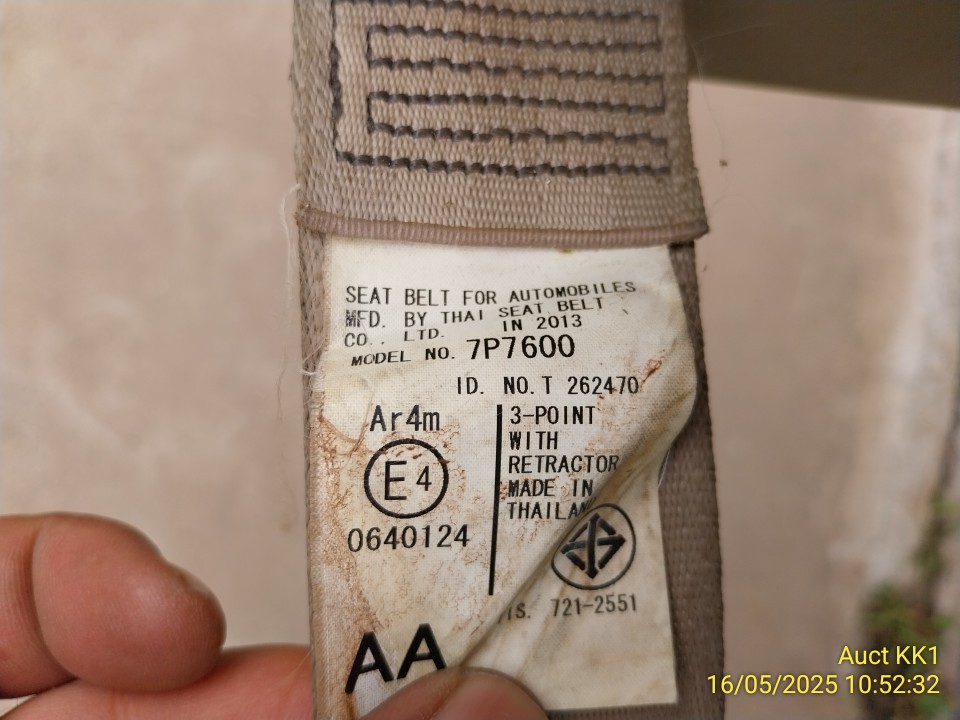 SEAT BELT FOR AUTOMOBILES
MFD. BY THAI SEAT BELT
CO., LTD. IN 2013
MODEL NO. 7P7600
ID. NO. T 262470
Ar4m
E4
0640124
3-POINT
WITH
RETRACTOR
MADE IN
THAILA
IS. 721-2551
AA
Auct KK1
16/05/2025 10:52:32